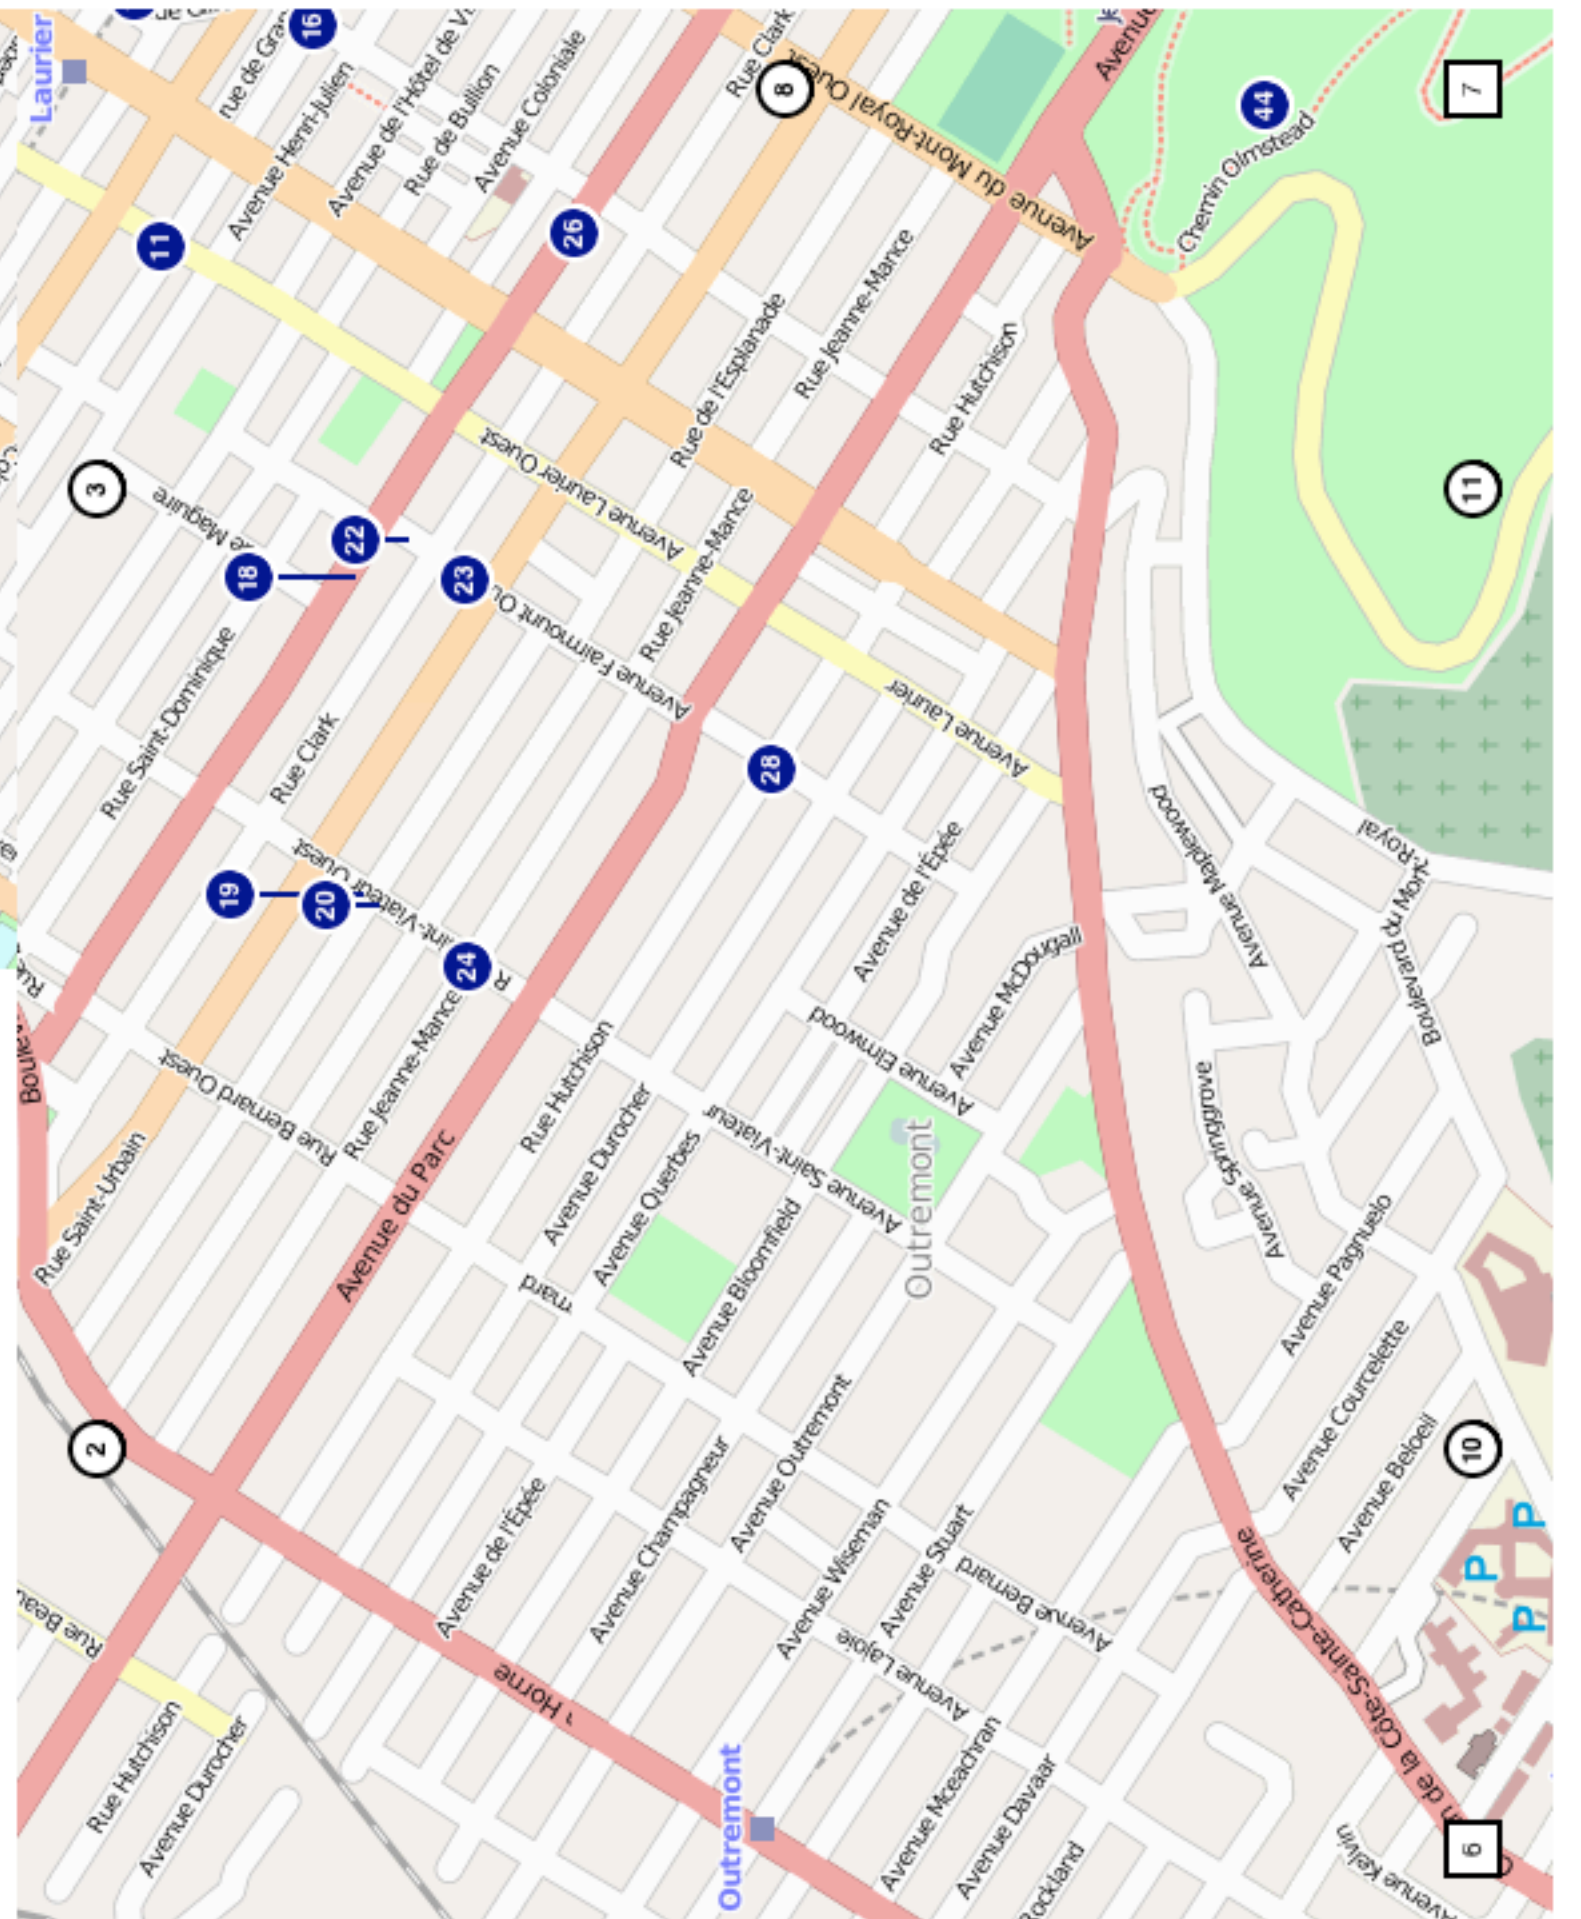 Laurier
16
Avenue Henri-Julien
Avenue de l'Hôtel de
Rue de Bullion
Avenue Coloniale
Rue Clark
8
Avenue du Mont-Royal Ouest
Avenue
44
7
Chemin Olmstead
11
26
Rue de l'Esplanade
Rue Jeanne-Mance
Rue Hutchison
3
22
18
23
Avenue Laurier Ouest
Rue Jeanne-Mance
Avenue Fairmount
11
Rue Saint-Dominique
Rue Clark
28
Avenue Laurier
Avenue Maplewood
Boulevard du Mont-Royal
19
20
24
Avenue de l'Épée
Avenue McDougall
Avenue Elmwood
Rue Bernard Ouest
Rue Jeanne-Mance
Rue Hutchison
Avenue Durocher
Avenue Querbes
Avenue Saint-Viateur
Outremont
Avenue Springgrove
Rue Saint-Urbain
Avenue du Parc
Avenue Bloomfield
Avenue Pagnuelo
Avenue Courcelette
Avenue Beloeil
2
10
Avenue de l'Épée
Avenue Champagneur
Avenue Outremont
Avenue Wiseman
Avenue Stuart
Avenue Bernard
Avenue Lajoie
P
P
P
Rue Hutchison
Avenue Durocher
Horne
Outremont
Avenue Mceachran
Avenue Davaar
Rockland
de la Côte-Sainte-Catherine
Avenue Kelvin
6